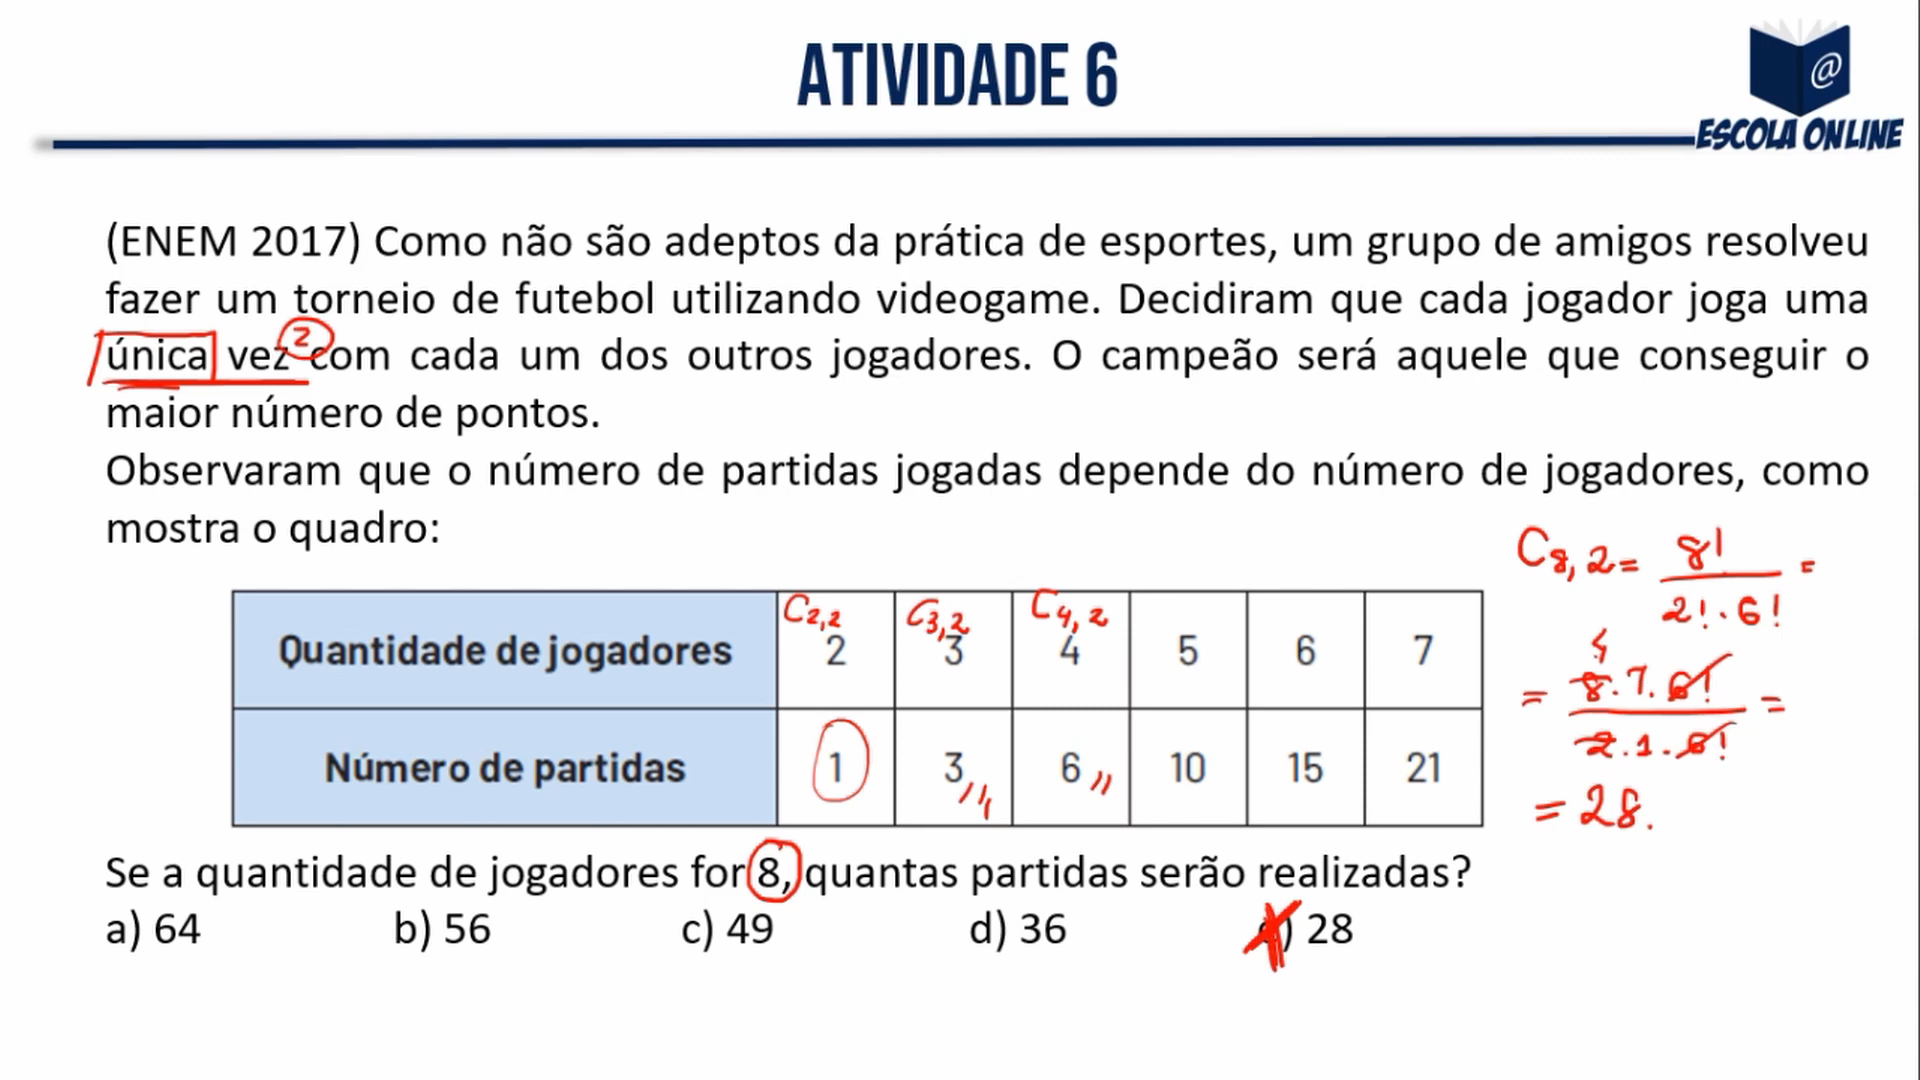 ATIVIDADE 6
@
ESCOLA ONLINE
(ENEM 2017) Como não são adeptos da prática de esportes, um grupo de amigos resolveu
fazer um torneio de futebol utilizando videogame. Decidiram que cada jogador joga uma
2
única vez com cada um dos outros jogadores. O campeão será aquele que conseguir o
maior número de pontos.
Observaram que o número de partidas jogadas depende do número de jogadores, como
mostra o quadro:
C8,2 = 8! =
2! . 6!
C2,2 C3,2 C4,2
Quantidade de jogadores 2 3 4 5 6 7
4
= 8.7.6! =
2.1.6!
Número de partidas 1 3 6 10 15 21
= 28.
Se a quantidade de jogadores for 8, quantas partidas serão realizadas?
a) 64 b) 56 c) 49 d) 36 e) 28